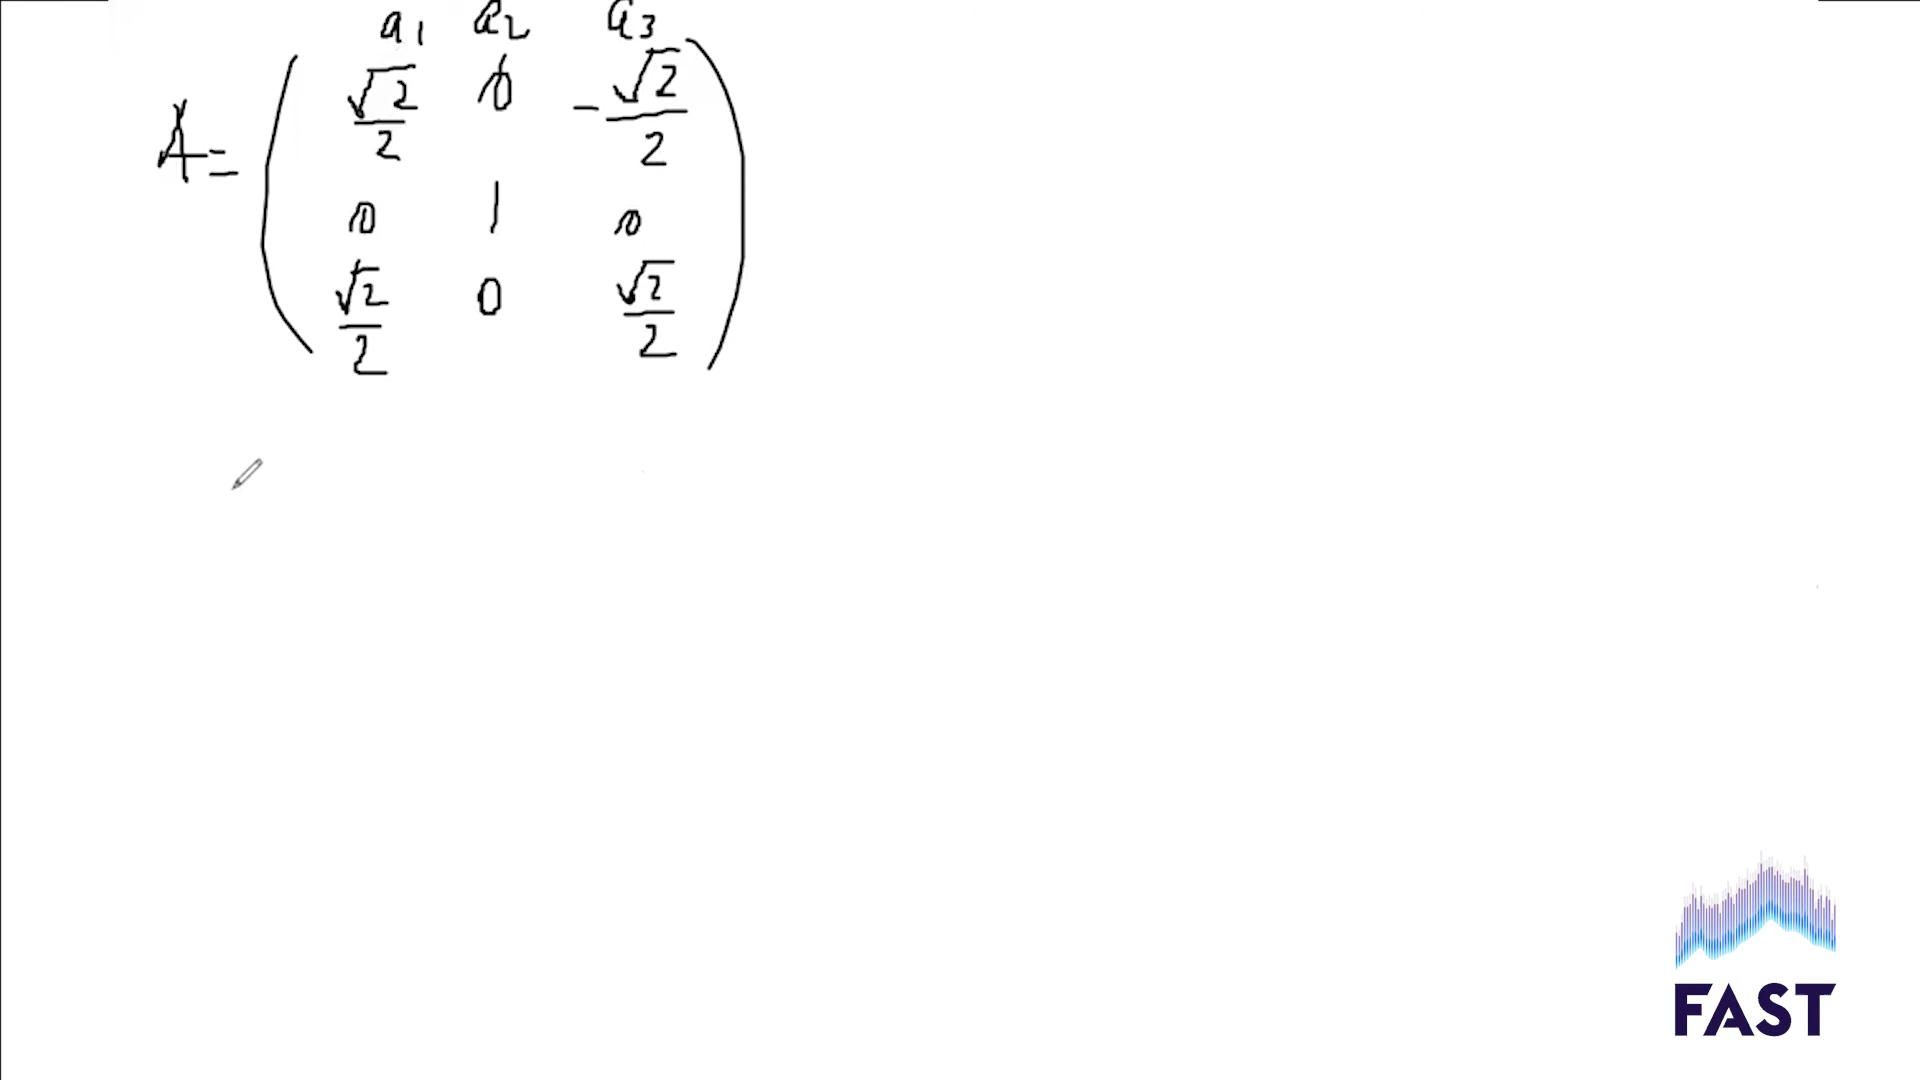 a1 a2 a3
A = ( √2/2 0 -√2/2
0 1 0
√2/2 0 √2/2 )
FAST